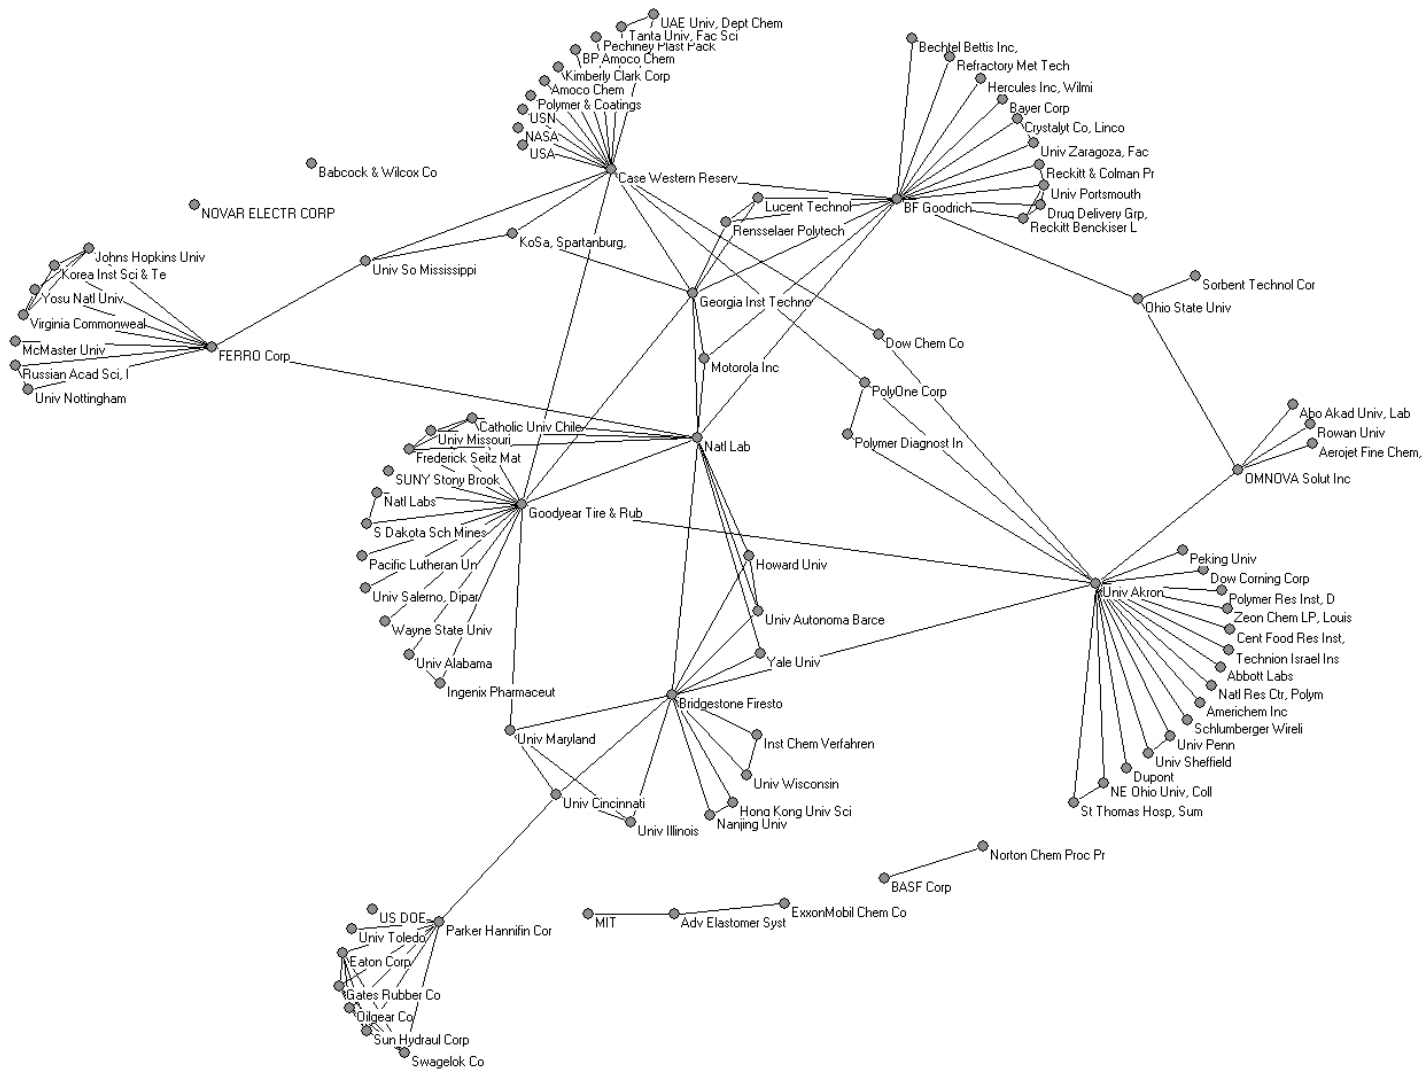 UAE Univ, Dept Chem
Tanta Univ, Fac Sci
Pechiney Plast Pack
BP Amoco Chem
Kimberly Clark Corp
Amoco Chem
Polymer & Coatings
USN
NASA
USA
Case Western Reserv
Bechtel Bettis Inc,
Refractory Met Tech
Hercules Inc, Wilmi
Bayer Corp
Crystalyt Co, Linco
Univ Zaragoza, Fac
Reckitt & Colman Pr
Univ Portsmouth
Drug Delivery Grp,
Reckitt Benckiser L
BF Goodrich
Babcock & Wilcox Co
NOVAR ELECTR CORP
Lucent Technol
Rensselaer Polytech
KoSa, Spartanburg,
Univ So Mississippi
Johns Hopkins Univ
Korea Inst Sci & Te
Yosu Natl Univ
Virginia Commonweal
McMaster Univ
Russian Acad Sci, I
Univ Nottingham
FERRO Corp
Georgia Inst Techno
Sorbent Technol Cor
Ohio State Univ
Dow Chem Co
Motorola Inc
PolyOne Corp
Polymer Diagnost In
Abo Akad Univ, Lab
Rowan Univ
Aerojet Fine Chem,
OMNOVA Solut Inc
Catholic Univ Chile
Univ Missouri
Frederick Seitz Mat
SUNY Stony Brook
Natl Labs
S Dakota Sch Mines
Pacific Lutheran Un
Univ Salerno, Dipar
Wayne State Univ
Univ Alabama
Ingenix Pharmaceut
Natl Lab
Goodyear Tire & Rub
Howard Univ
Univ Autonoma Barce
Yale Univ
Bridgestone Firesto
Univ Akron
Peking Univ
Dow Corning Corp
Polymer Res Inst, D
Zeon Chem LP, Louis
Cent Food Res Inst,
Technion Israel Ins
Abbott Labs
Natl Res Ctr, Polym
Americhem Inc
Schlumberger Wireli
Univ Penn
Univ Sheffield
Dupont
NE Ohio Univ, Coll
St Thomas Hosp, Sum
Univ Maryland
Inst Chem Verfahren
Univ Wisconsin
Hong Kong Univ Sci
Nanjing Univ
Univ Cincinnati
Univ Illinois
Norton Chem Proc Pr
BASF Corp
MIT
Adv Elastomer Syst
ExxonMobil Chem Co
US DOE
Univ Toledo
Parker Hannifin Cor
Eaton Corp
Gates Rubber Co
Oilgear Co
Sun Hydraul Corp
Swagelok Co